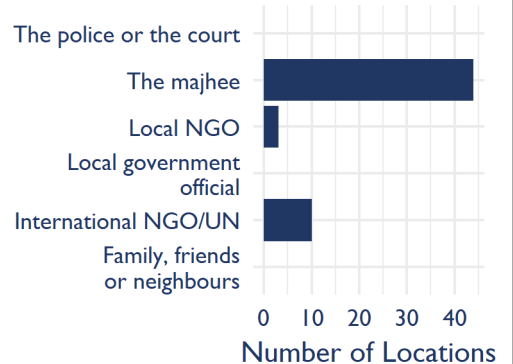 The police or the court
The majhee
Local NGO
Local government
official
International NGO/UN
Family, friends
or neighbours
0 10 20 30 40
Number of Locations